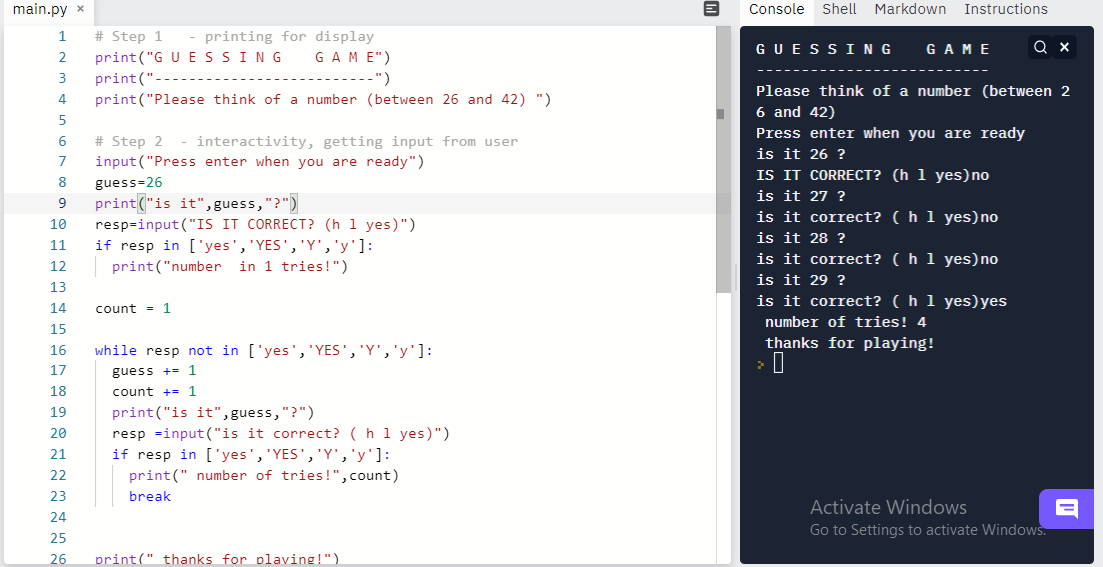 main.py ×
1 # Step 1   - printing for display
2 print("G U E S S I N G    G A M E")
3 print("--------------------------")
4 print("Please think of a number (between 26 and 42) ")
5
6 # Step 2  - interactivity, getting input from user
7 input("Press enter when you are ready")
8 guess=26
9 print("is it",guess,"?")
10 resp=input("IS IT CORRECT? (h l yes)")
11 if resp in ['yes','YES','Y','y']:
12   print("number  in 1 tries!")
13
14 count = 1
15
16 while resp not in ['yes','YES','Y','y']:
17   guess += 1
18   count += 1
19   print("is it",guess,"?")
20   resp =input("is it correct? ( h l yes)")
21   if resp in ['yes','YES','Y','y']:
22     print(" number of tries!",count)
23     break
24
25
26 print(" thanks for playing!")
Console Shell Markdown Instructions
G U E S S I N G    G A M E
--------------------------
Please think of a number (between 2
6 and 42)
Press enter when you are ready
is it 26 ?
IS IT CORRECT? (h l yes)no
is it 27 ?
is it correct? ( h l yes)no
is it 28 ?
is it correct? ( h l yes)no
is it 29 ?
is it correct? ( h l yes)yes
 number of tries! 4
 thanks for playing!
>
Activate Windows
Go to Settings to activate Windows.